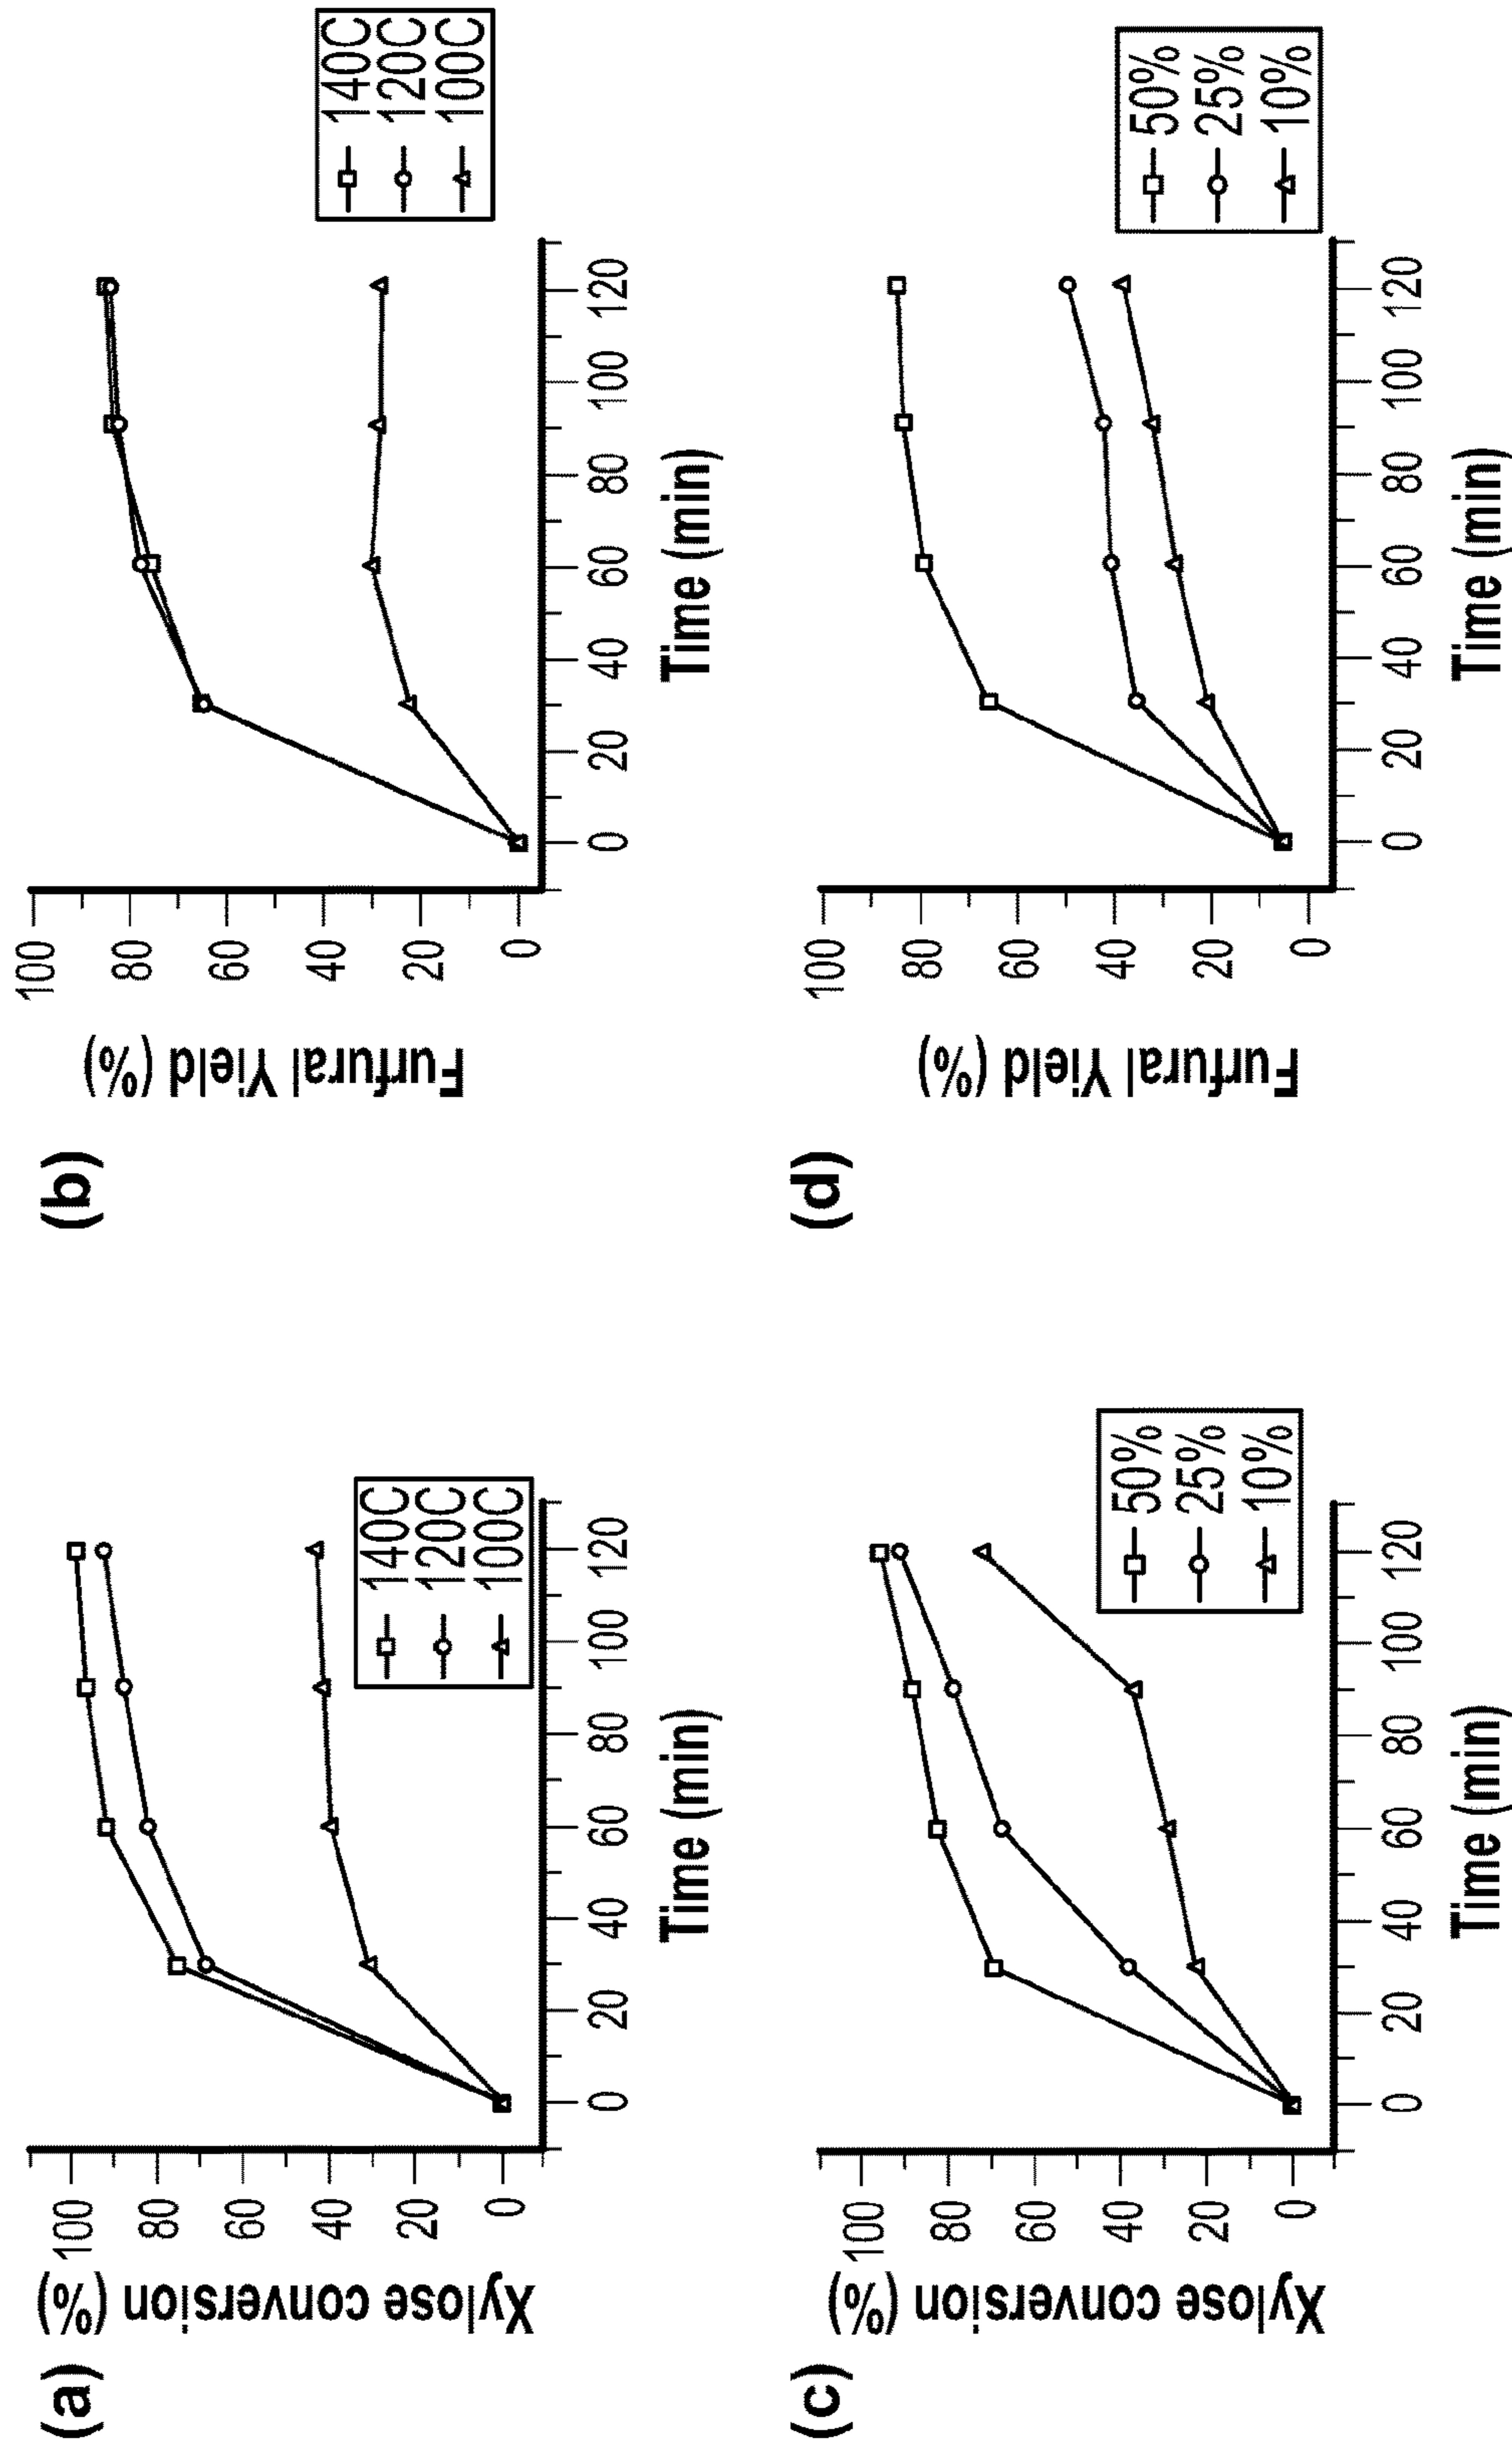 (a)
Xylose conversion (%)
100
80
60
40
20
0
0 20 40 60 80 100 120
Time (min)
140C
120C
100C
(b)
Furfural Yield (%)
100
80
60
40
20
0
0 20 40 60 80 100 120
Time (min)
140C
120C
100C
(c)
Xylose conversion (%)
100
80
60
40
20
0
0 20 40 60 80 100 120
Time (min)
50%
25%
10%
(d)
Furfural Yield (%)
100
80
60
40
20
0
0 20 40 60 80 100 120
Time (min)
50%
25%
10%